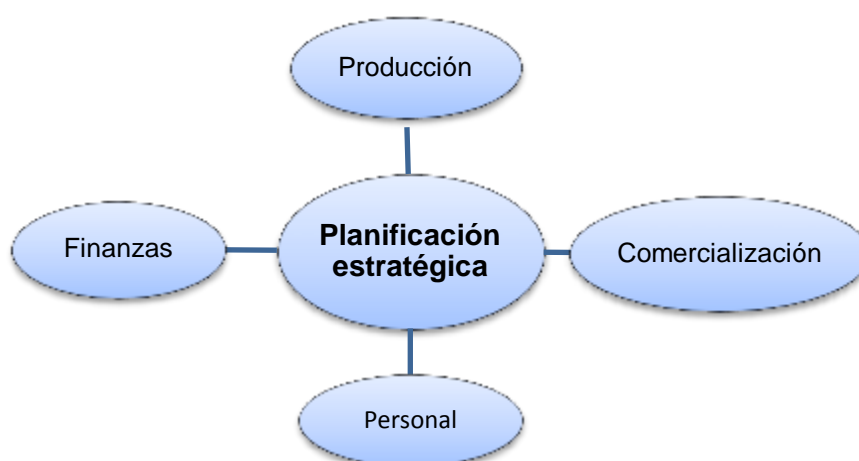 Producción
Finanzas
Planificación
estratégica
Comercialización
Personal